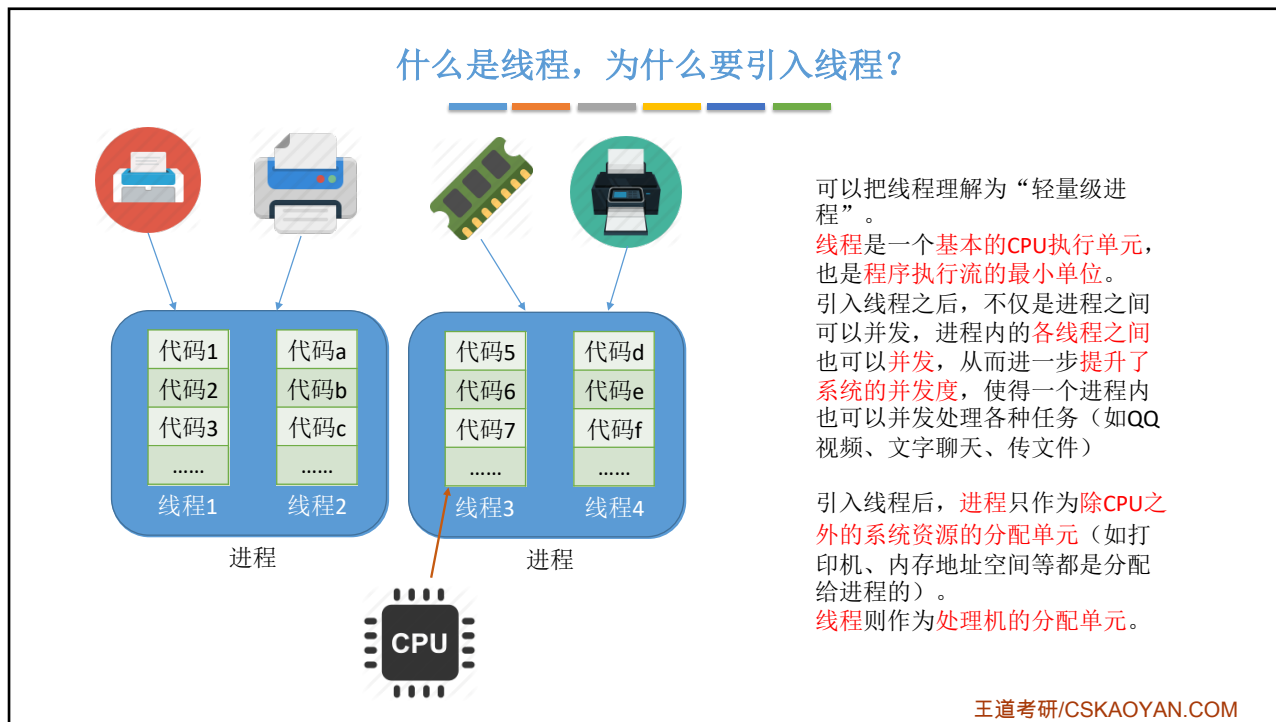 什么是线程，为什么要引入线程？
代码1
代码2
代码3
……
线程1
代码a
代码b
代码c
……
线程2
进程
代码5
代码6
代码7
……
线程3
代码d
代码e
代码f
……
线程4
进程
CPU
可以把线程理解为“轻量级进
程”。
线程是一个基本的CPU执行单元，
也是程序执行流的最小单位。
引入线程之后，不仅是进程之间
可以并发，进程内的各线程之间
也可以并发，从而进一步提升了
系统的并发度，使得一个进程内
也可以并发处理各种任务（如QQ
视频、文字聊天、传文件）
引入线程后，进程只作为除CPU之
外的系统资源的分配单元（如打
印机、内存地址空间等都是分配
给进程的）。
线程则作为处理机的分配单元。
王道考研/CSKAOYAN.COM